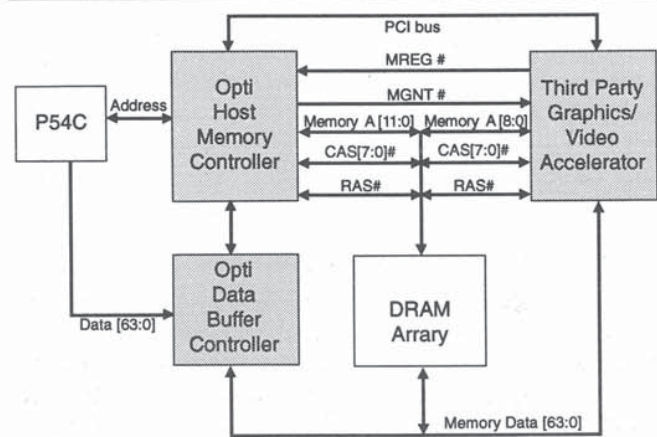 PCI bus
MREG #
MGNT #
Memory A [11:0]
Memory A [8:0]
CAS[7:0]#
CAS[7:0]#
RAS#
RAS#
P54C
Address
Opti
Host
Memory
Controller
Third Party
Graphics/
Video
Accelerator
Opti
Data
Buffer
Controller
DRAM
Arrary
Data [63:0]
Memory Data [63:0]